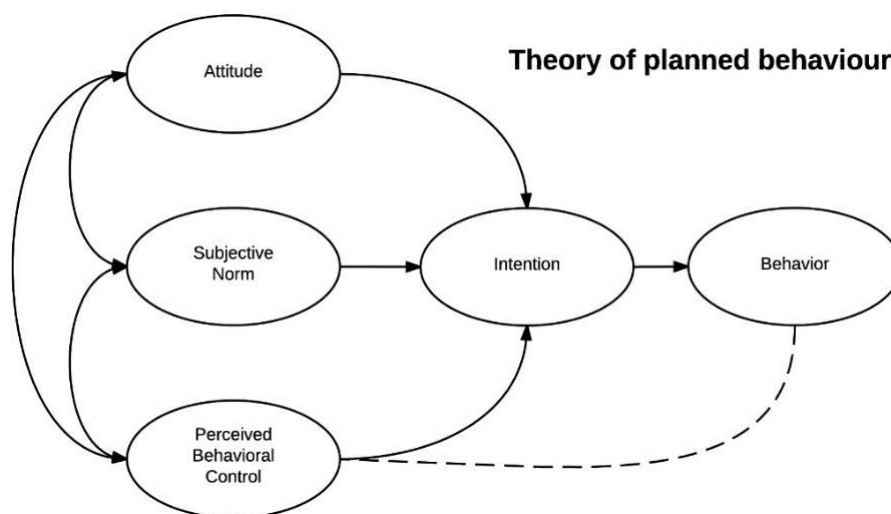 Theory of planned behaviour
Attitude
Subjective
Norm
Intention
Behavior
Perceived
Behavioral
Control